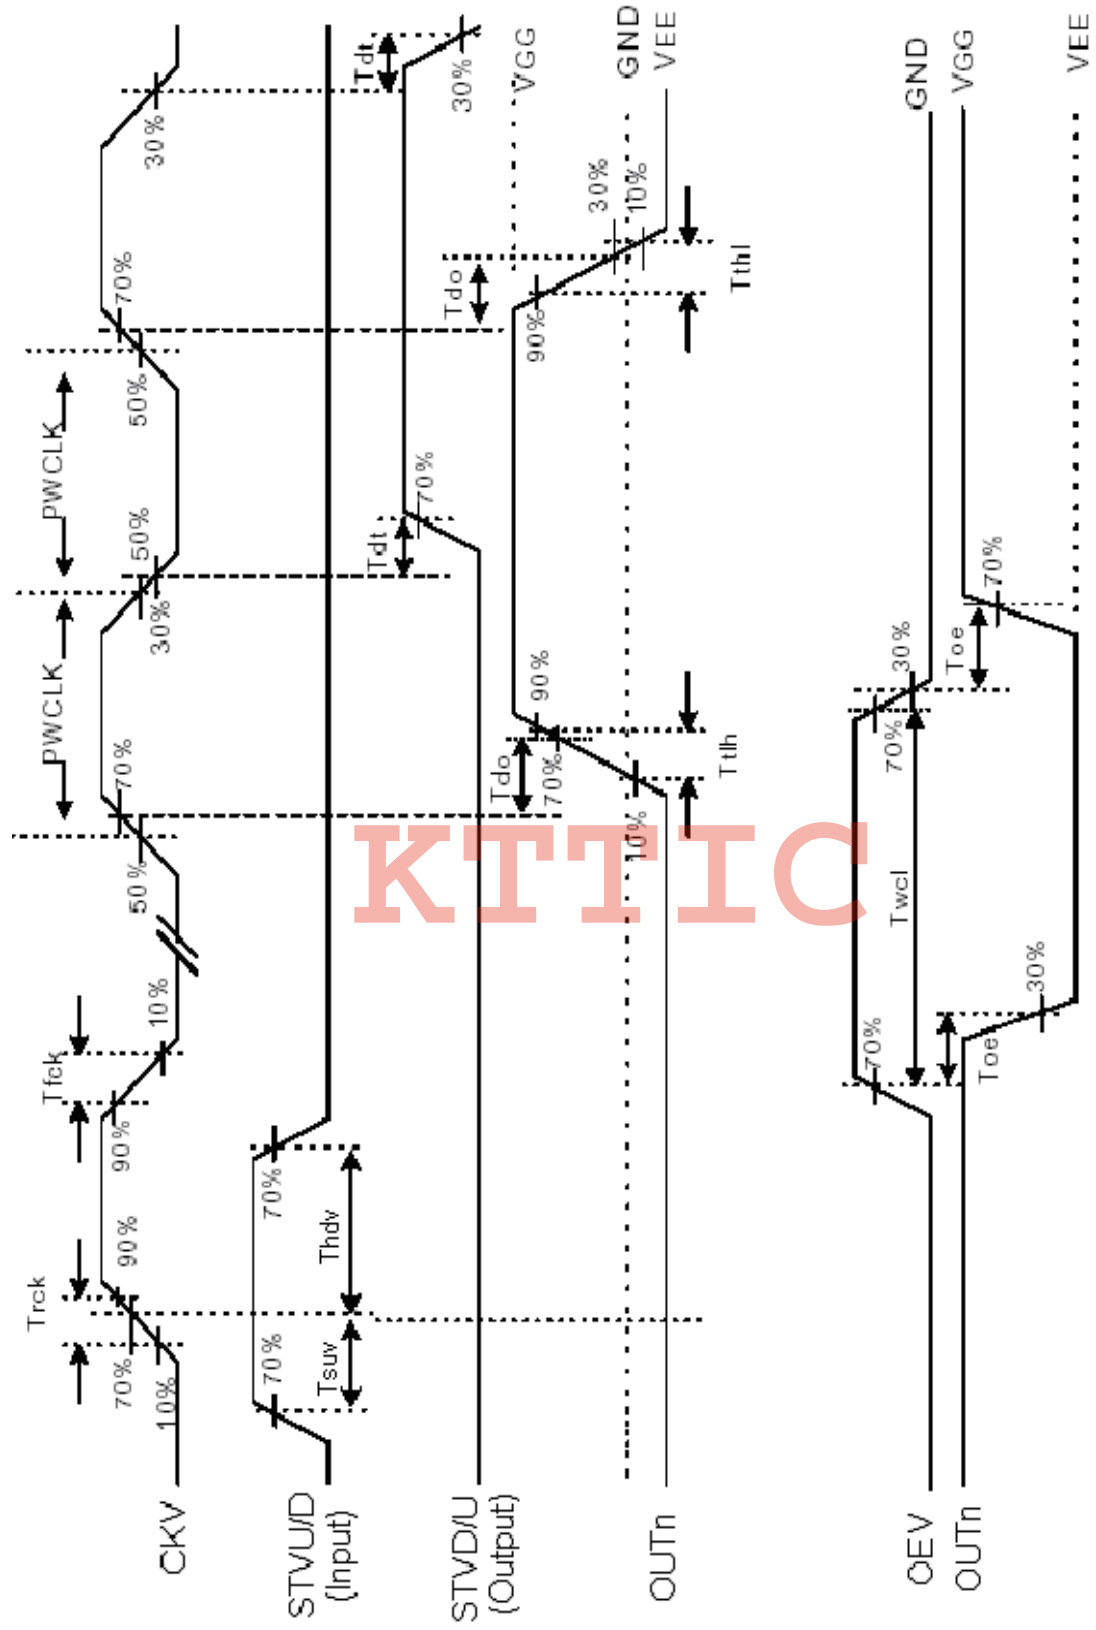 CKV
Trck
70%
10%
90%
Tfck
90%
10%
50%
70%
PWCLK
30%
50%
PWCLK
50%
70%
30%
STVU/D
(Input)
70%
Tsuv
Thdv
70%
STVD/U
(Output)
Tdt
70%
Tdt
30%
OUTn
10%
Tdo
70%
90%
Ttlh
Tdo
90%
30%
10%
Tthl
VGG
GND
VEE
OEV
70%
Twcl
70%
30%
GND
OUTn
Toe
30%
Toe
70%
VGG
VEE
KTTIC